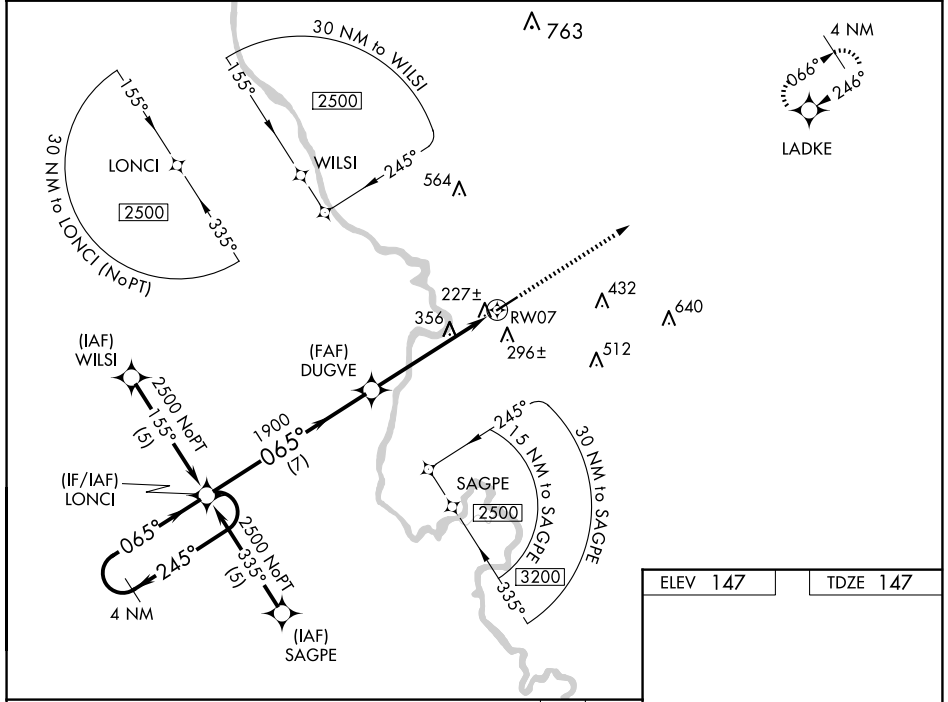 763
4 NM
066°
246°
LADKE
30 NM to WILSI
155°
2500
WILSI
245°
564
155°
LONCI
2500
335°
30 NM to LONCI (NoPT)
227±
RW07
356
296±
432
640
512
(FAF)
DUGVE
(IAF)
WILSI
2500 NoPT
155°
(5)
1900
065°
(7)
(IF/IAF)
LONCI
065°
245°
4 NM
2500 NoPT
335°
(5)
(IAF)
SAGPE
245°
15 NM to SAGPE
30 NM to SAGPE
SAGPE
2500
3200
335°
ELEV 147
TDZE 147